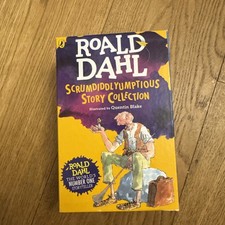 ROALD
DAHL
SCRUMDIDDLYUMPTIOUS
STORY COLLECTION
Illustrated by Quentin Blake
ROALD
DAHL
THE WORLD'S
NUMBER ONE
STORYTELLER